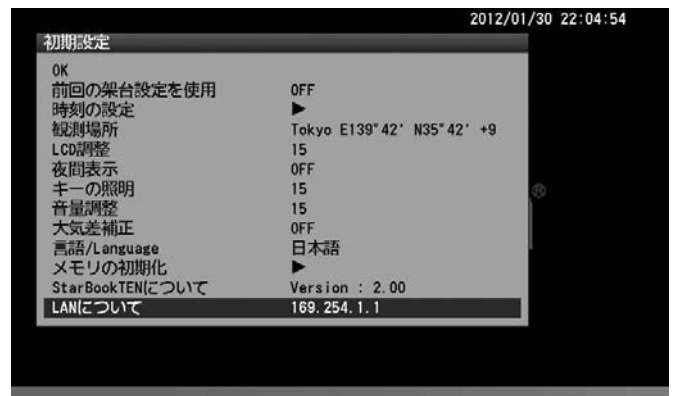 2012/01/30 22:04:54
初期設定
OK
前回の架台設定を使用 OFF
時刻の設定 ▶
観測場所 Tokyo E139°42′ N35°42′ +9
LCD調整 15
夜間表示 OFF
キーの照明 15
音量調整 15
大気差補正 OFF
言語/Language 日本語
メモリの初期化 ▶
StarBookTENについて Version : 2.00
LANについて 169.254.1.1
®